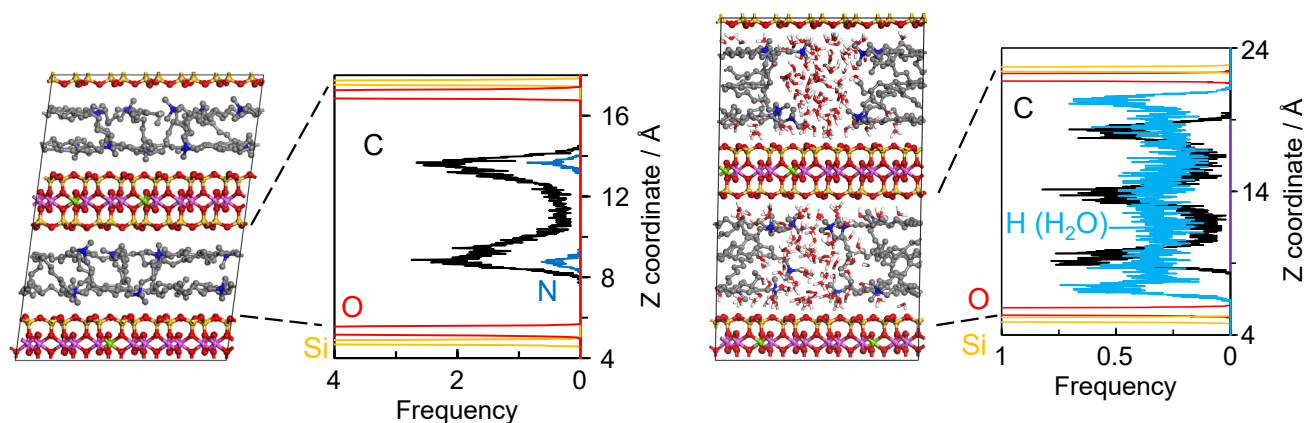 C
O
N
Si
16
12
8
4
Z coordinate / Å
4
2
0
Frequency
C
H (H₂O)
O
Si
24
14
4
Z coordinate / Å
1
0.5
0
Frequency